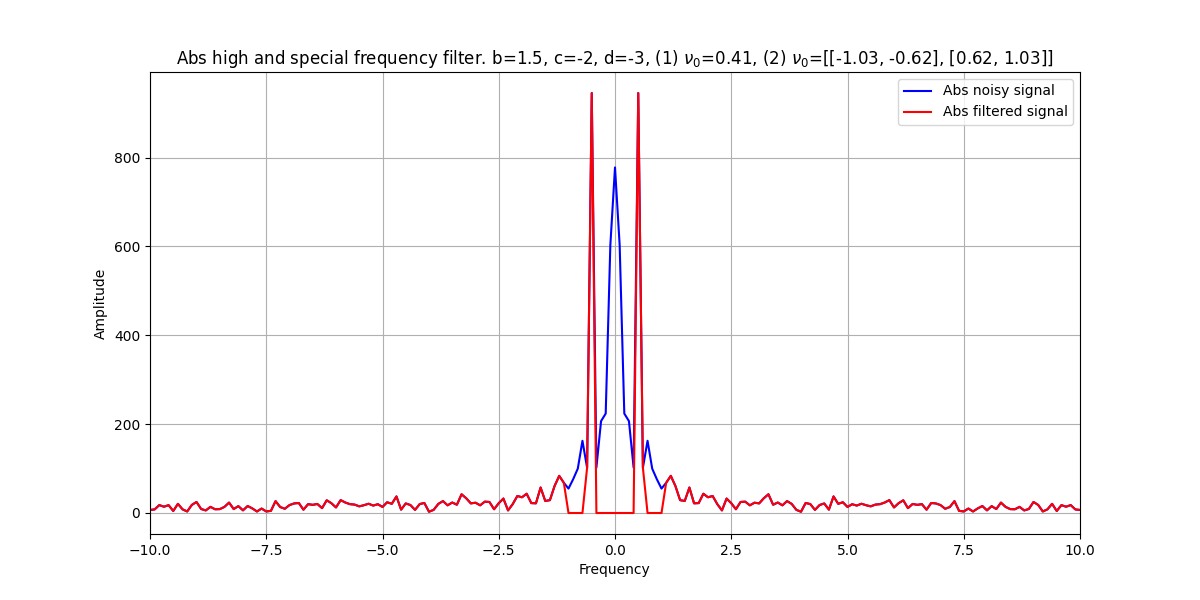 Abs high and special frequency filter. b=1.5, c=-2, d=-3, (1) ν₀=0.41, (2) ν₀=[[-1.03, -0.62], [0.62, 1.03]]
Abs noisy signal
Abs filtered signal
Amplitude
800
600
400
200
0
−10.0 −7.5 −5.0 −2.5 0.0 2.5 5.0 7.5 10.0
Frequency